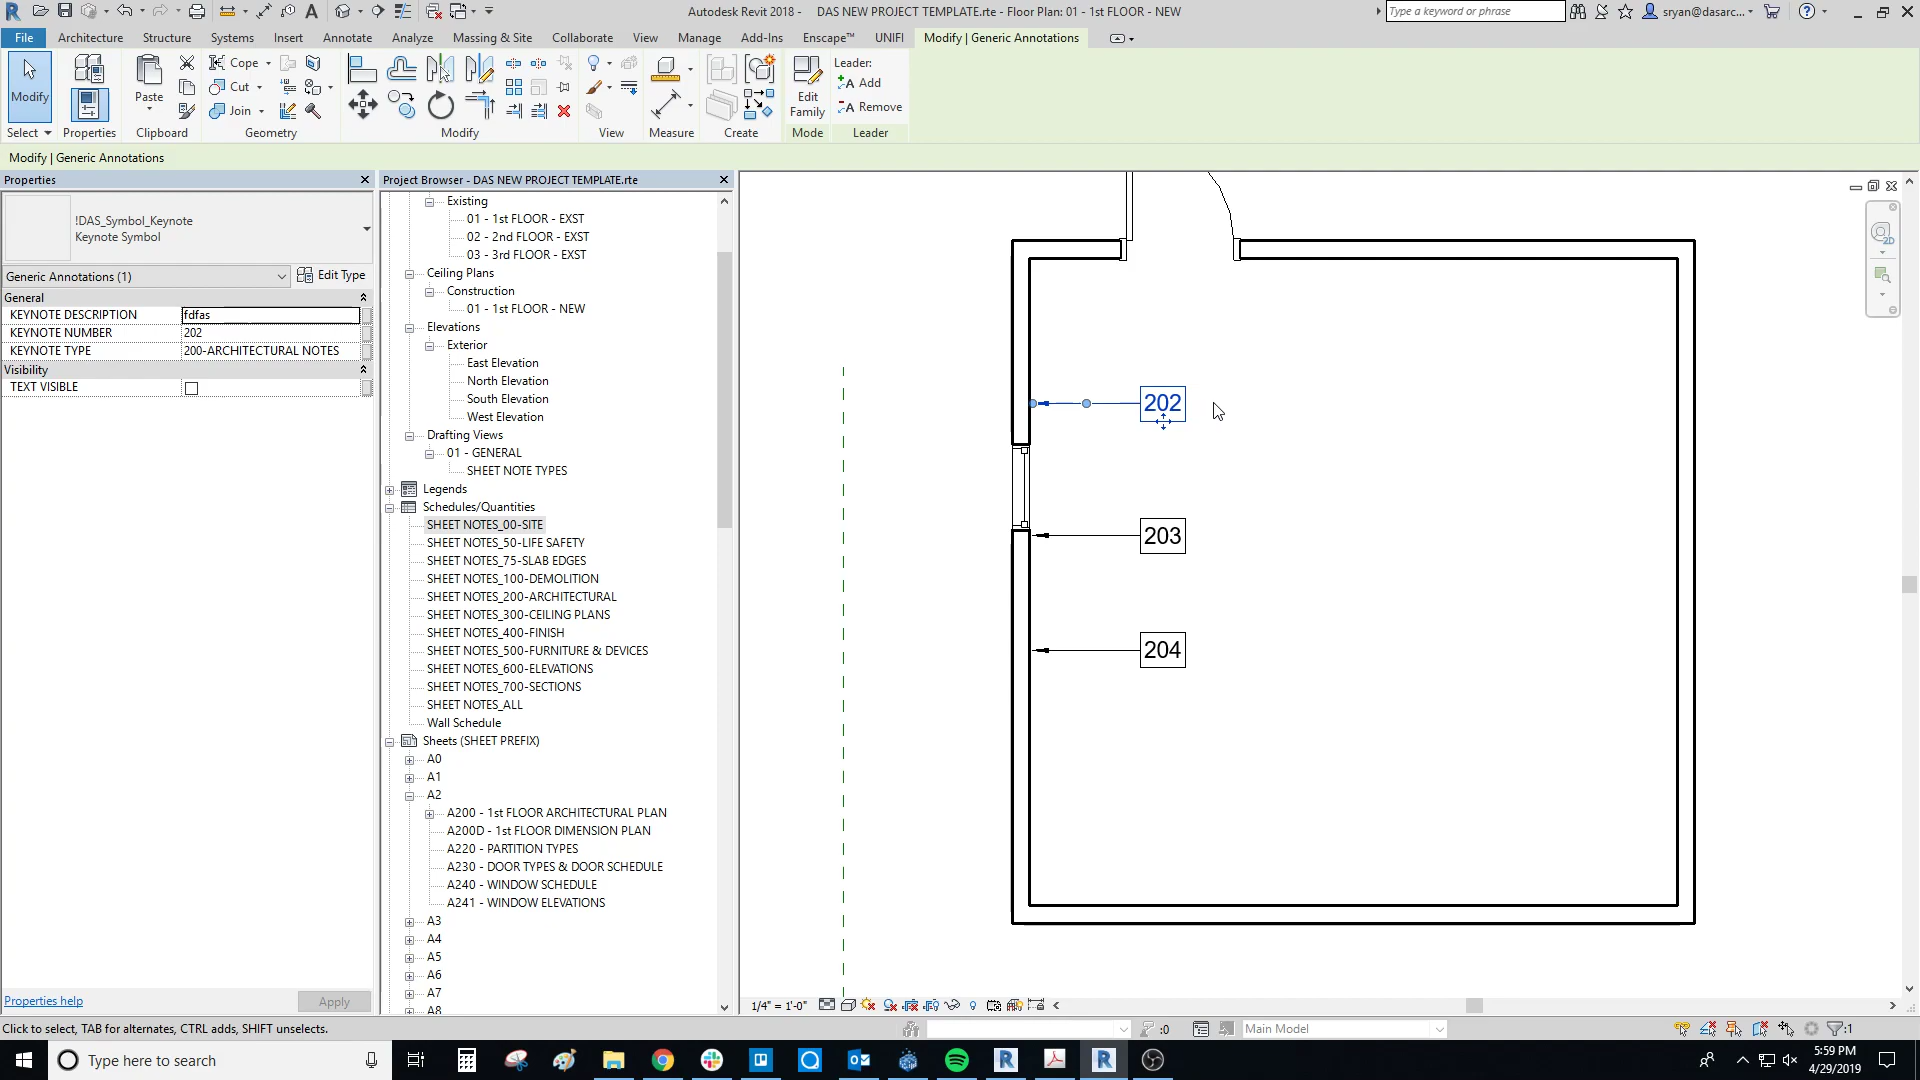 Autodesk Revit 2018 - DAS NEW PROJECT TEMPLATE.rte - Floor Plan: 01 - 1st FLOOR - NEW
Type a keyword or phrase
sryan@dasarc...
File Architecture Structure Systems Insert Annotate Analyze Massing & Site Collaborate View Manage Add-Ins Enscape™ UNIFI Modify | Generic Annotations
Modify
Paste
Cope
Cut
Join
Edit Family
Leader:
Add
Remove
Select Properties Clipboard Geometry Modify View Measure Create Mode Leader
Modify | Generic Annotations
Properties
!DAS_Symbol_Keynote
Keynote Symbol
Generic Annotations (1)
Edit Type
General
KEYNOTE DESCRIPTION fdfas
KEYNOTE NUMBER 202
KEYNOTE TYPE 200-ARCHITECTURAL NOTES
Visibility
TEXT VISIBLE
Properties help
Apply
Project Browser - DAS NEW PROJECT TEMPLATE.rte
Existing
01 - 1st FLOOR - EXST
02 - 2nd FLOOR - EXST
03 - 3rd FLOOR - EXST
Ceiling Plans
Construction
01 - 1st FLOOR - NEW
Elevations
Exterior
East Elevation
North Elevation
South Elevation
West Elevation
Drafting Views
01 - GENERAL
SHEET NOTE TYPES
Legends
Schedules/Quantities
SHEET NOTES_00-SITE
SHEET NOTES_50-LIFE SAFETY
SHEET NOTES_75-SLAB EDGES
SHEET NOTES_100-DEMOLITION
SHEET NOTES_200-ARCHITECTURAL
SHEET NOTES_300-CEILING PLANS
SHEET NOTES_400-FINISH
SHEET NOTES_500-FURNITURE & DEVICES
SHEET NOTES_600-ELEVATIONS
SHEET NOTES_700-SECTIONS
SHEET NOTES_ALL
Wall Schedule
Sheets (SHEET PREFIX)
A0
A1
A2
A200 - 1st FLOOR ARCHITECTURAL PLAN
A200D - 1st FLOOR DIMENSION PLAN
A220 - PARTITION TYPES
A230 - DOOR TYPES & DOOR SCHEDULE
A240 - WINDOW SCHEDULE
A241 - WINDOW ELEVATIONS
A3
A4
A5
A6
A7
A8
202
203
204
1/4" = 1'-0"
Click to select, TAB for alternates, CTRL adds, SHIFT unselects.
:0
Main Model
:1
Type here to search
5:59 PM
4/29/2019